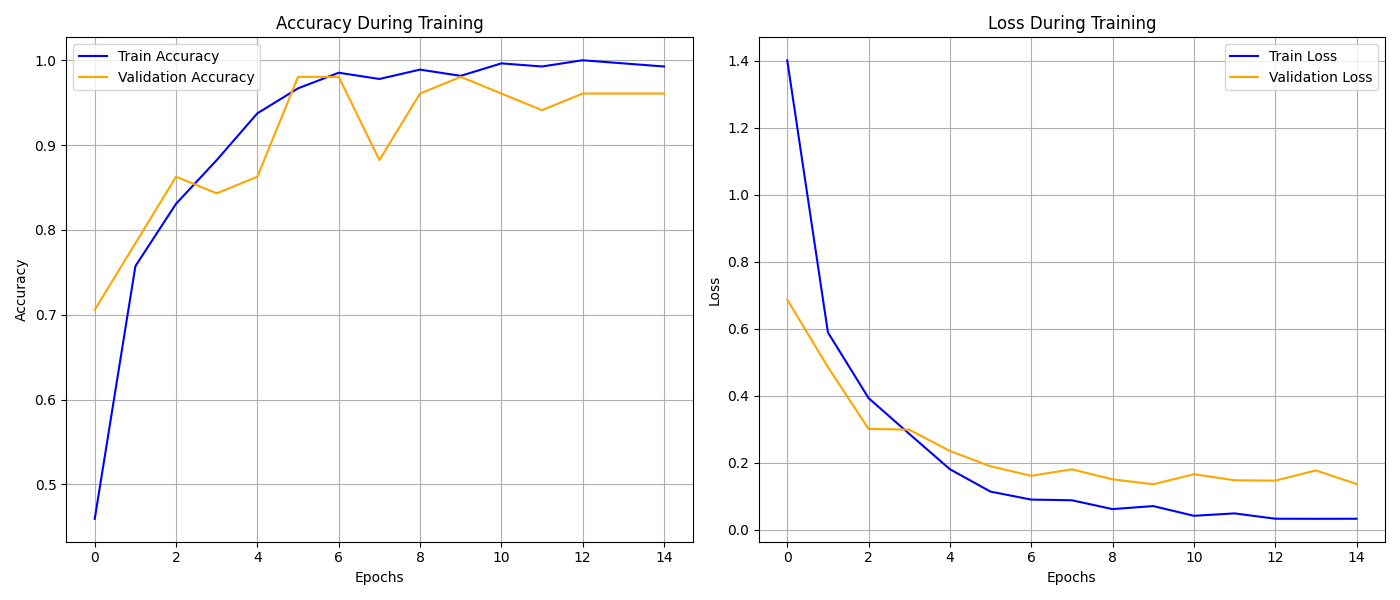 Accuracy During Training
Train Accuracy
Validation Accuracy
Accuracy
1.0
0.9
0.8
0.7
0.6
0.5
0 2 4 6 8 10 12 14
Epochs
Loss During Training
Train Loss
Validation Loss
Loss
1.4
1.2
1.0
0.8
0.6
0.4
0.2
0.0
0 2 4 6 8 10 12 14
Epochs